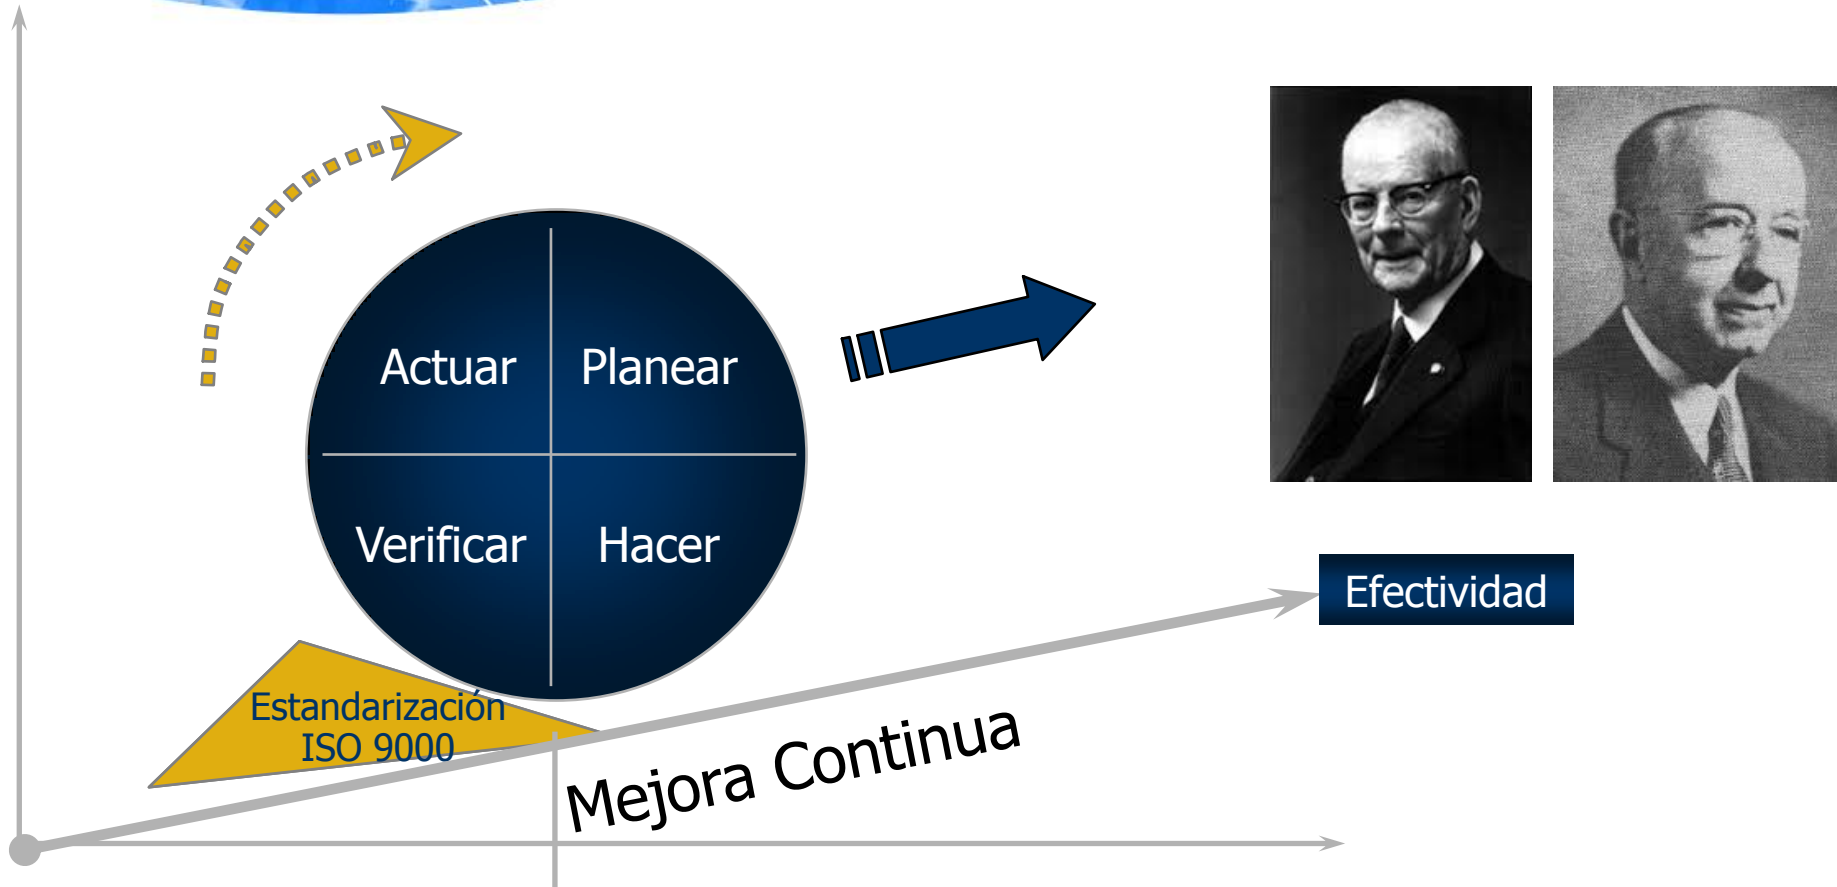 Actuar
Planear
Verificar
Hacer
Efectividad
Estandarización
ISO 9000
Mejora Continua